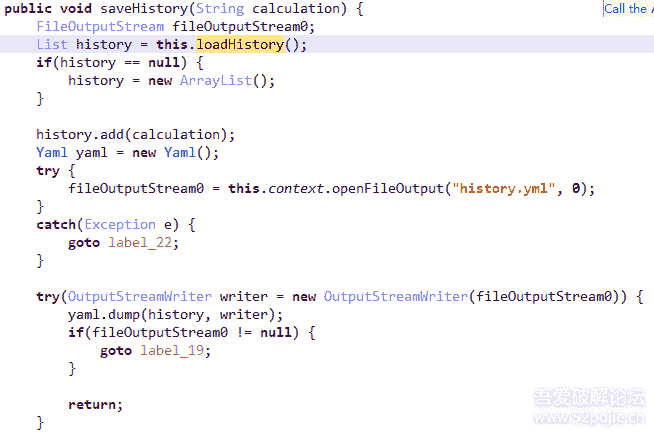 public void saveHistory(String calculation) {
Call the A
FileOutputStream fileOutputStream0;
List history = this.loadHistory();
if(history == null) {
history = new ArrayList();
}
history.add(calculation);
Yaml yaml = new Yaml();
try {
fileOutputStream0 = this.context.openFileOutput("history.yml", 0);
}
catch(Exception e) {
goto label_22;
}
try(OutputStreamWriter writer = new OutputStreamWriter(fileOutputStream0)) {
yaml.dump(history, writer);
if(fileOutputStream0 != null) {
goto label_19;
}
return;
}
吾爱破解论坛
www.52pojie.cn